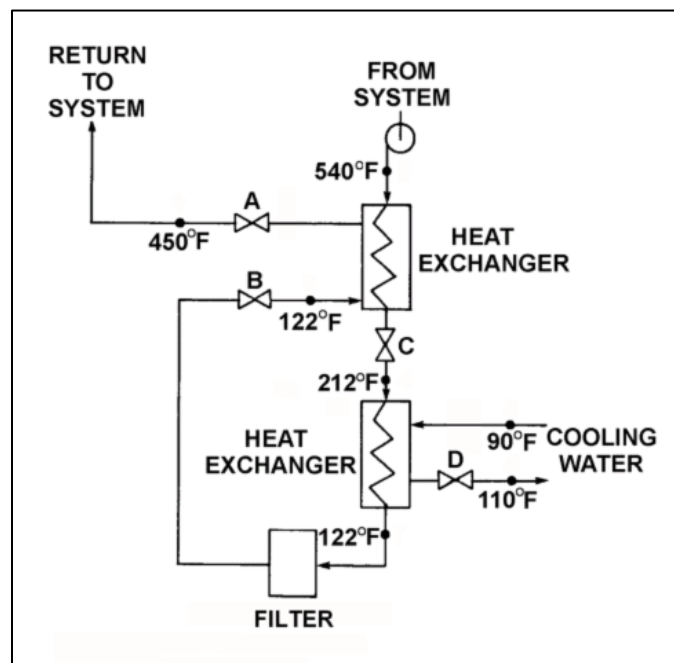 RETURN
TO
SYSTEM
FROM
SYSTEM
540°F
A
450°F
HEAT
EXCHANGER
B
122°F
C
212°F
HEAT
EXCHANGER
90°F
COOLING
WATER
D
110°F
122°F
FILTER